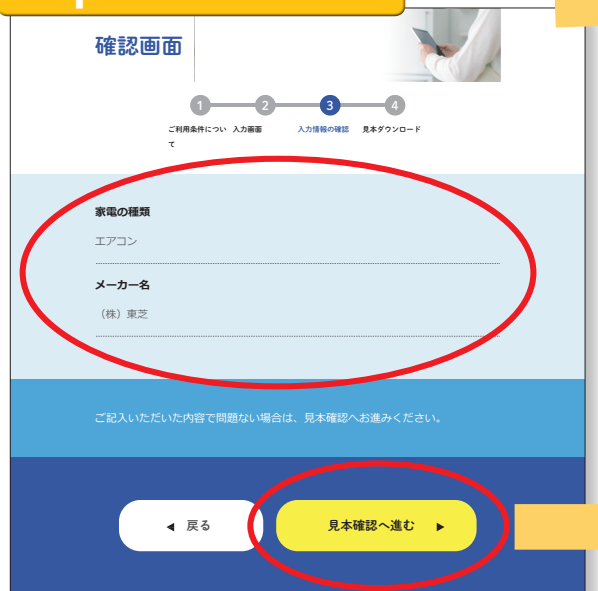 確認画面
1 2 3 4
ご利用条件につい 入力画面 入力情報の確認 見本ダウンロード
て
家電の種類
エアコン
メーカー名
（株）東芝
ご記入いただいた内容で問題ない場合は、見本確認へお進みください。
◀ 戻る 見本確認へ進む ▶